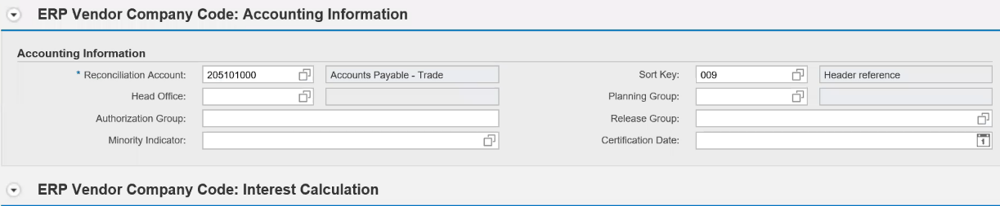 ERP Vendor Company Code: Accounting Information
Accounting Information
* Reconciliation Account: 205101000 Accounts Payable - Trade Sort Key: 009 Header reference
Head Office: Planning Group:
Authorization Group: Release Group:
Minority Indicator: Certification Date: 1
ERP Vendor Company Code: Interest Calculation